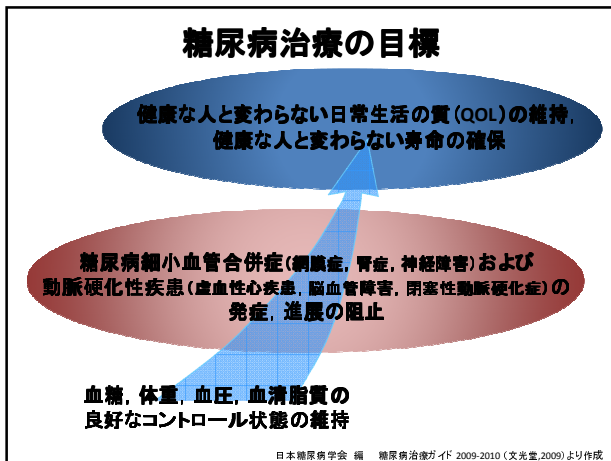 糖尿病治療の目標
健康な人と変わらない日常生活の質(QOL)の維持,
健康な人と変わらない寿命の確保
糖尿病細小血管合併症(網膜症, 腎症, 神経障害)および
動脈硬化性疾患(虚血性心疾患, 脳血管障害, 閉塞性動脈硬化症)の
発症, 進展の阻止
血糖, 体重, 血圧, 血清脂質の
良好なコントロール状態の維持
日本糖尿病学会 編 糖尿病治療ガイド 2009-2010 (文光堂,2009) より作成